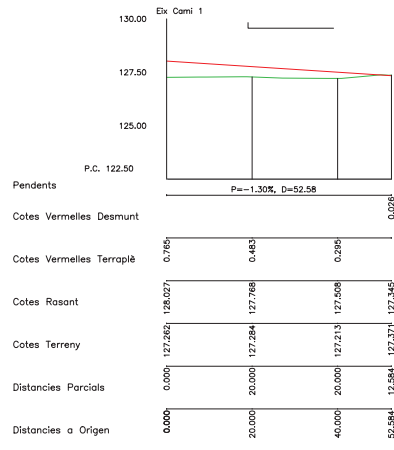 Eix Cami 1
130.00
127.50
125.00
P.C. 122.50
Pendents
P=-1.30%, D=52.58
Cotes Vermelles Desmunt
0.026
Cotes Vermelles Terraplè
0.765 0.483 0.295
Cotes Rasant
128.027 127.768 127.508 127.345
Cotes Terreny
127.262 127.284 127.213 127.371
Distancies Parcials
0.000 20.000 20.000 12.584
Distancies a Origen
0.000 20.000 40.000 52.584